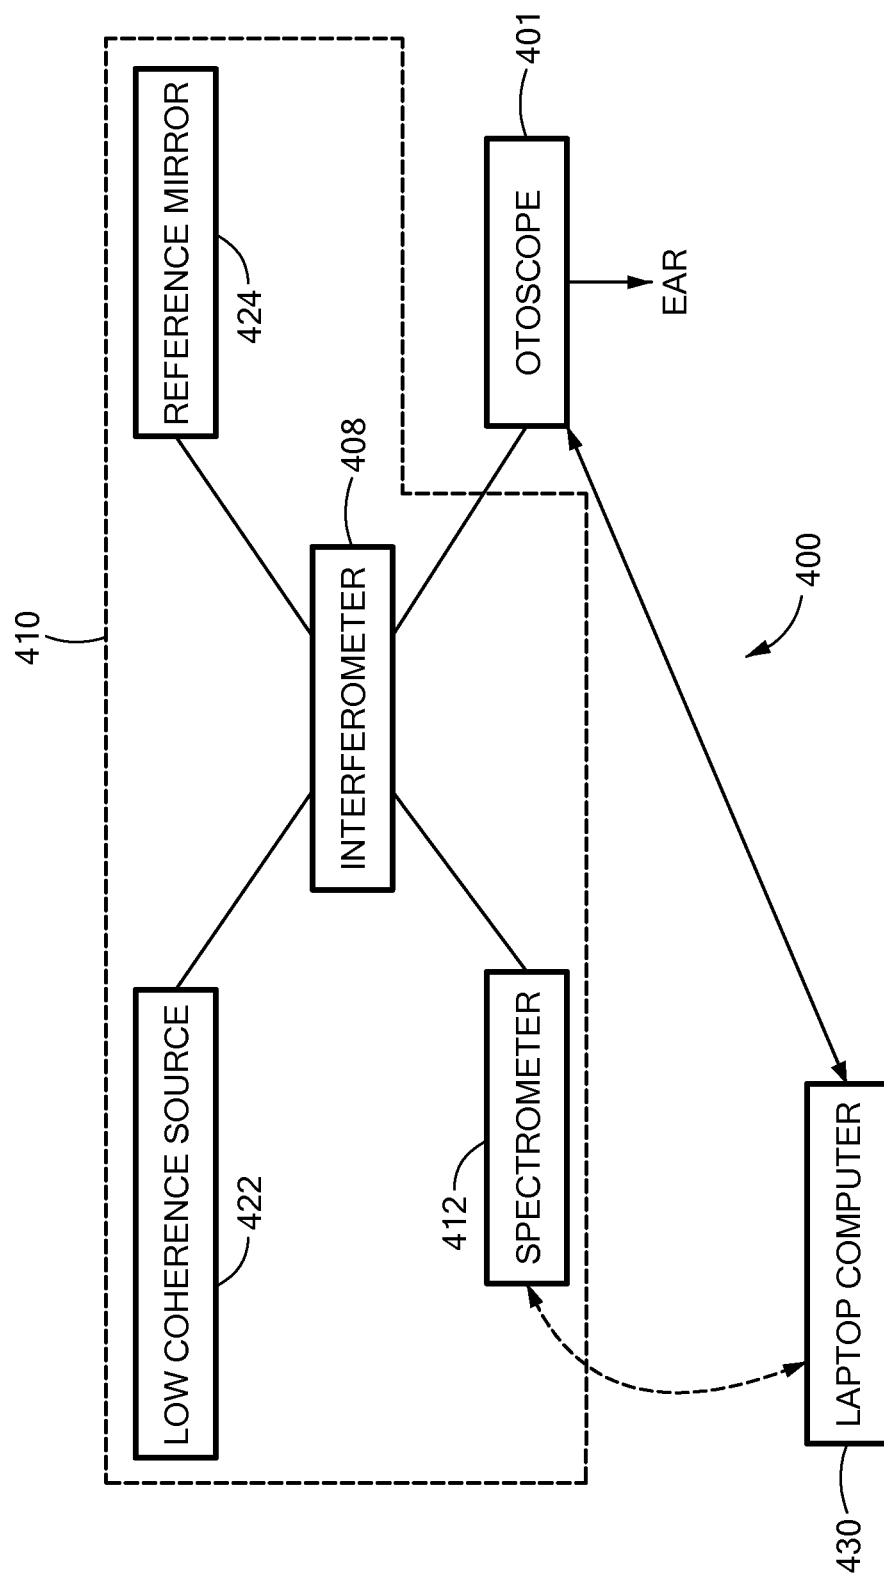 410
LOW COHERENCE SOURCE
422
REFERENCE MIRROR
424
INTERFEROMETER
408
SPECTROMETER
412
OTOSCOPE
401
EAR
400
LAPTOP COMPUTER
430